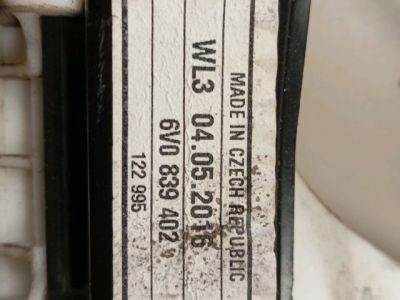 MADE IN CZECH REPUBLIC
WL3 04.05.2016
6V0 839 402
122 995